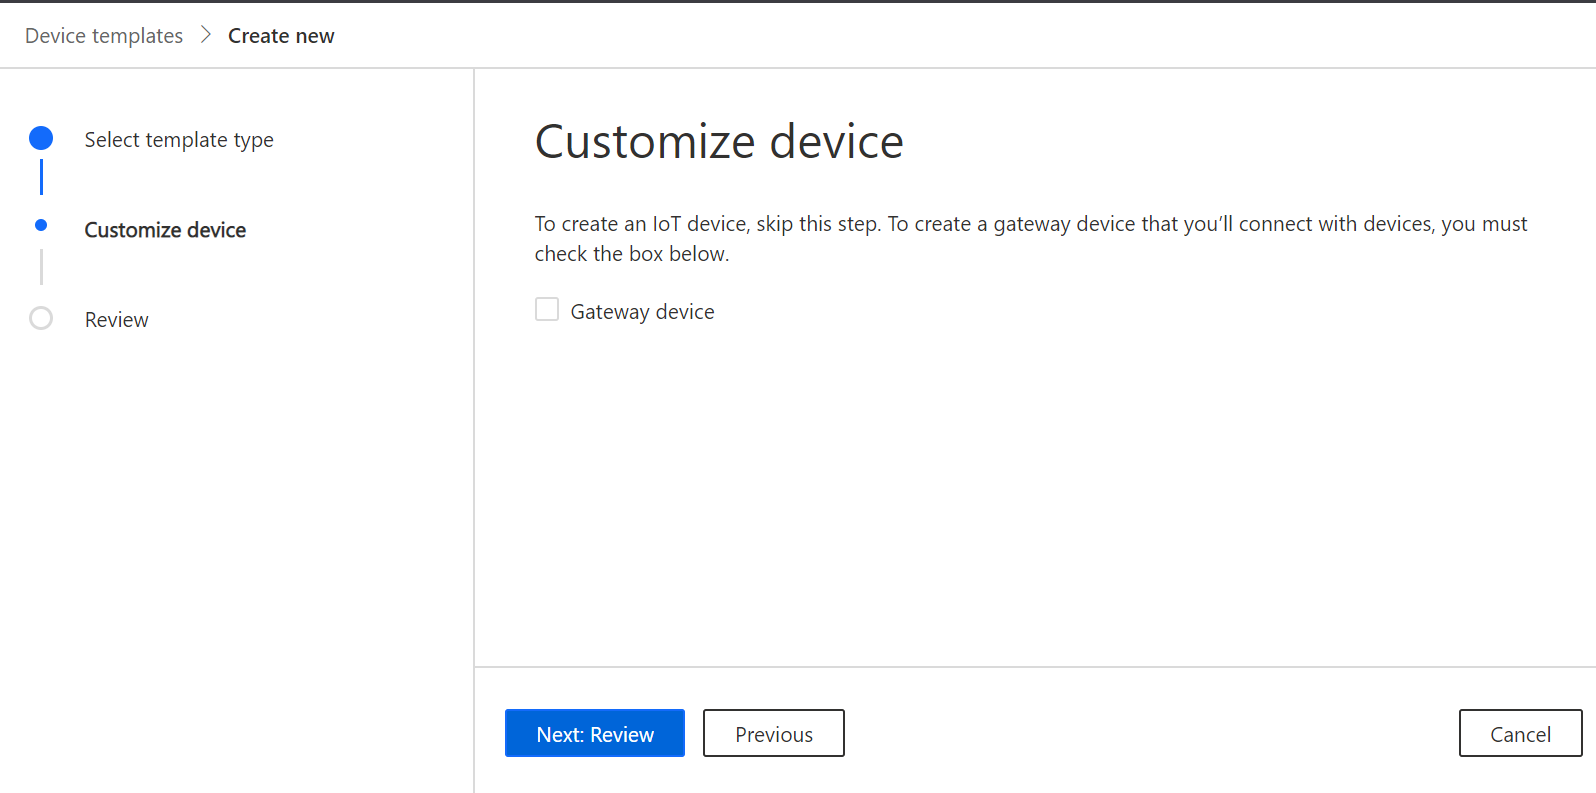 Device templates > Create new
Select template type
Customize device
Review
Customize device
To create an IoT device, skip this step. To create a gateway device that you’ll connect with devices, you must
check the box below.
Gateway device
Next: Review
Previous
Cancel